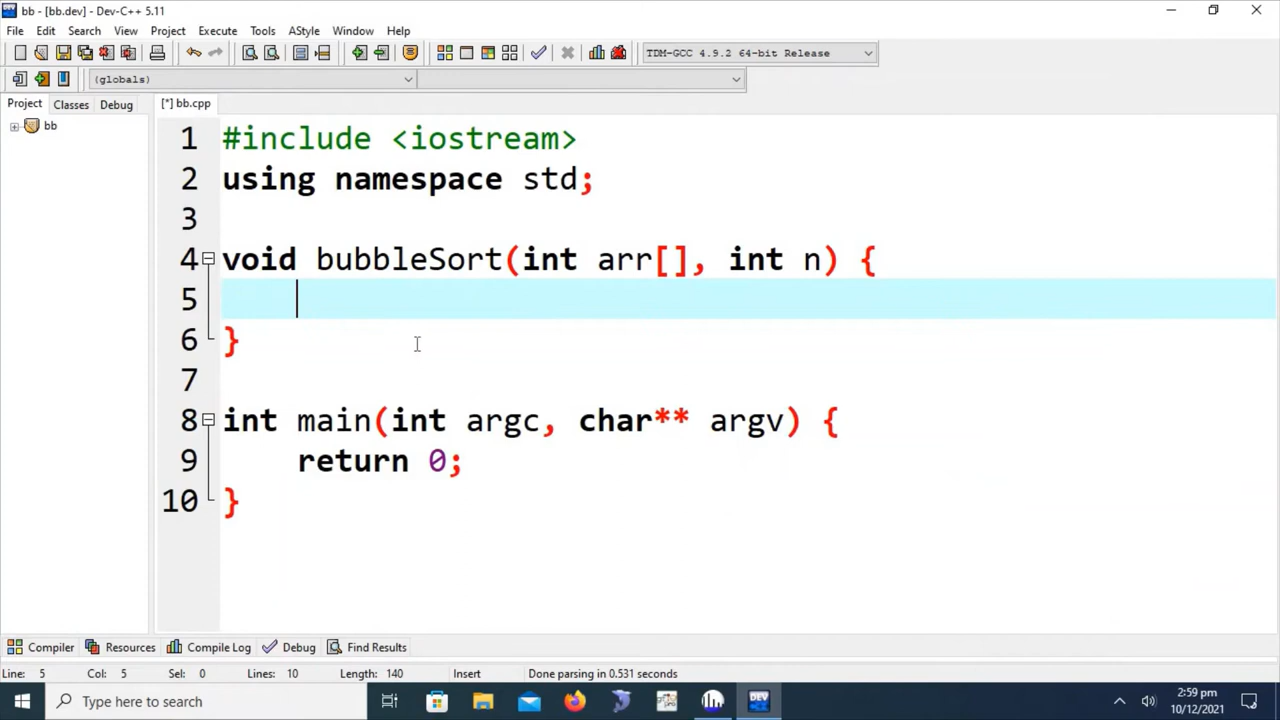 bb - [bb.dev] - Dev-C++ 5.11
File Edit Search View Project Execute Tools AStyle Window Help
TDM-GCC 4.9.2 64-bit Release
(globals)
Project Classes Debug [*] bb.cpp
bb
1 #include <iostream>
2 using namespace std;
3
4 void bubbleSort(int arr[], int n) {
5
6 }
7
8 int main(int argc, char** argv) {
9 return 0;
10 }
Compiler Resources Compile Log Debug Find Results
Line: 5 Col: 5 Sel: 0 Lines: 10 Length: 140 Insert Done parsing in 0.531 seconds
Type here to search
DEV
2:59 pm
10/12/2021